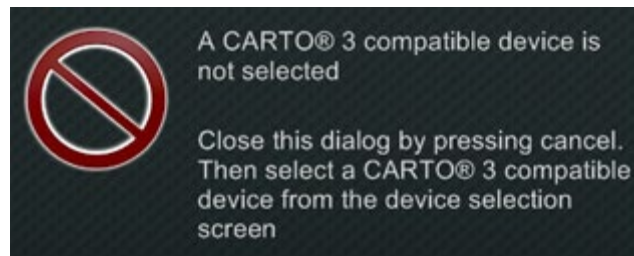 A CARTO® 3 compatible device is
not selected
Close this dialog by pressing cancel.
Then select a CARTO® 3 compatible
device from the device selection
screen